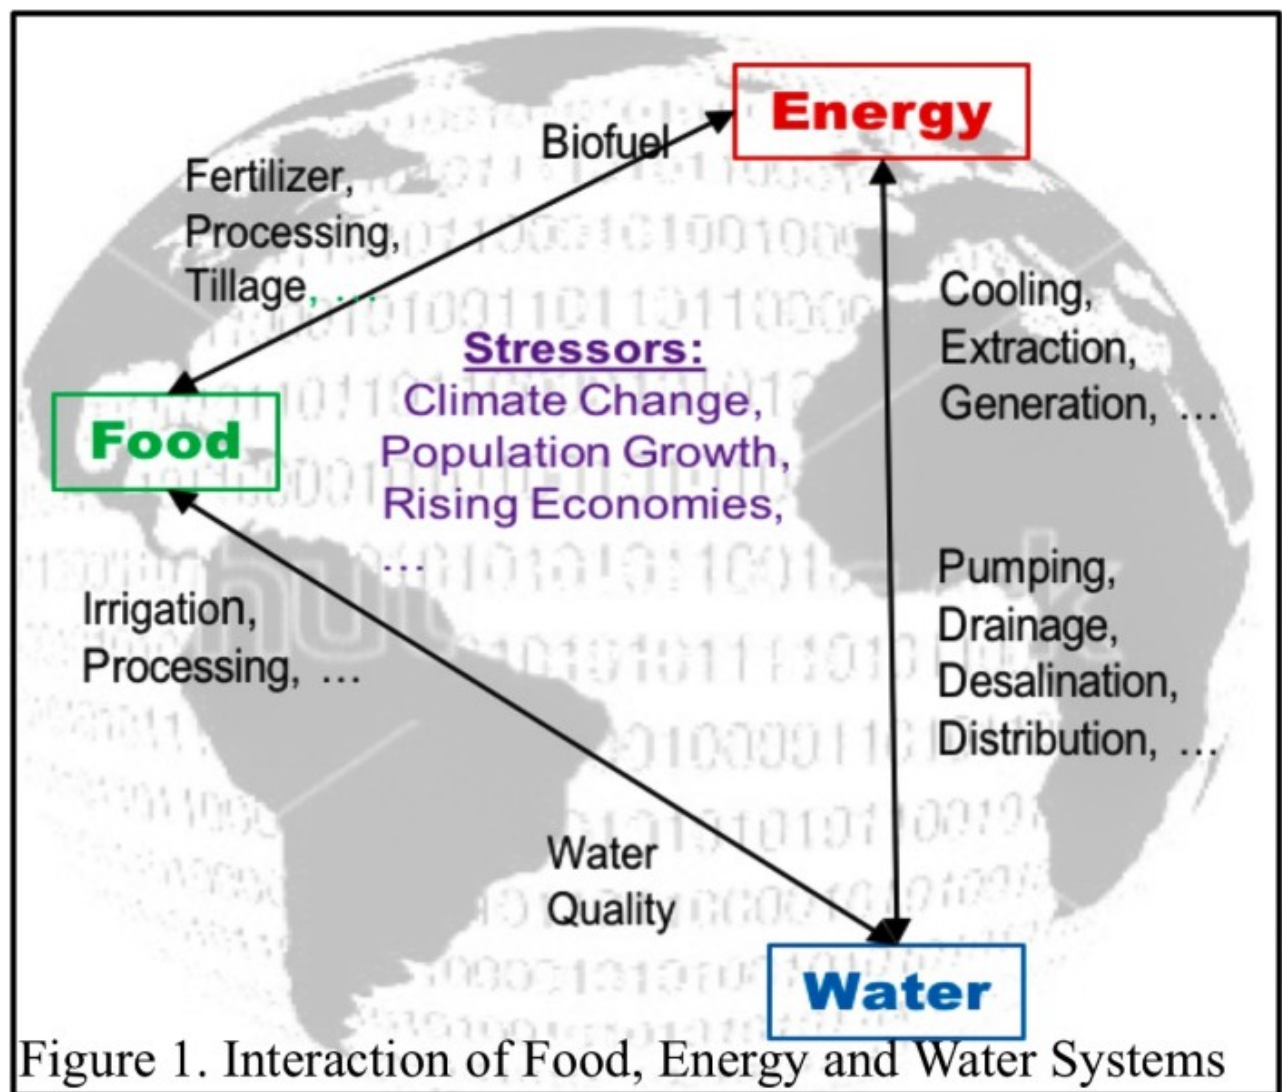 Energy
Biofuel
Fertilizer,
Processing,
Tillage, ...
Cooling,
Extraction,
Generation, ...
Stressors:
Climate Change,
Population Growth,
Rising Economies,
...
Food
Irrigation,
Processing, ...
Pumping,
Drainage,
Desalination,
Distribution, ...
Water
Quality
Water
Figure 1. Interaction of Food, Energy and Water Systems